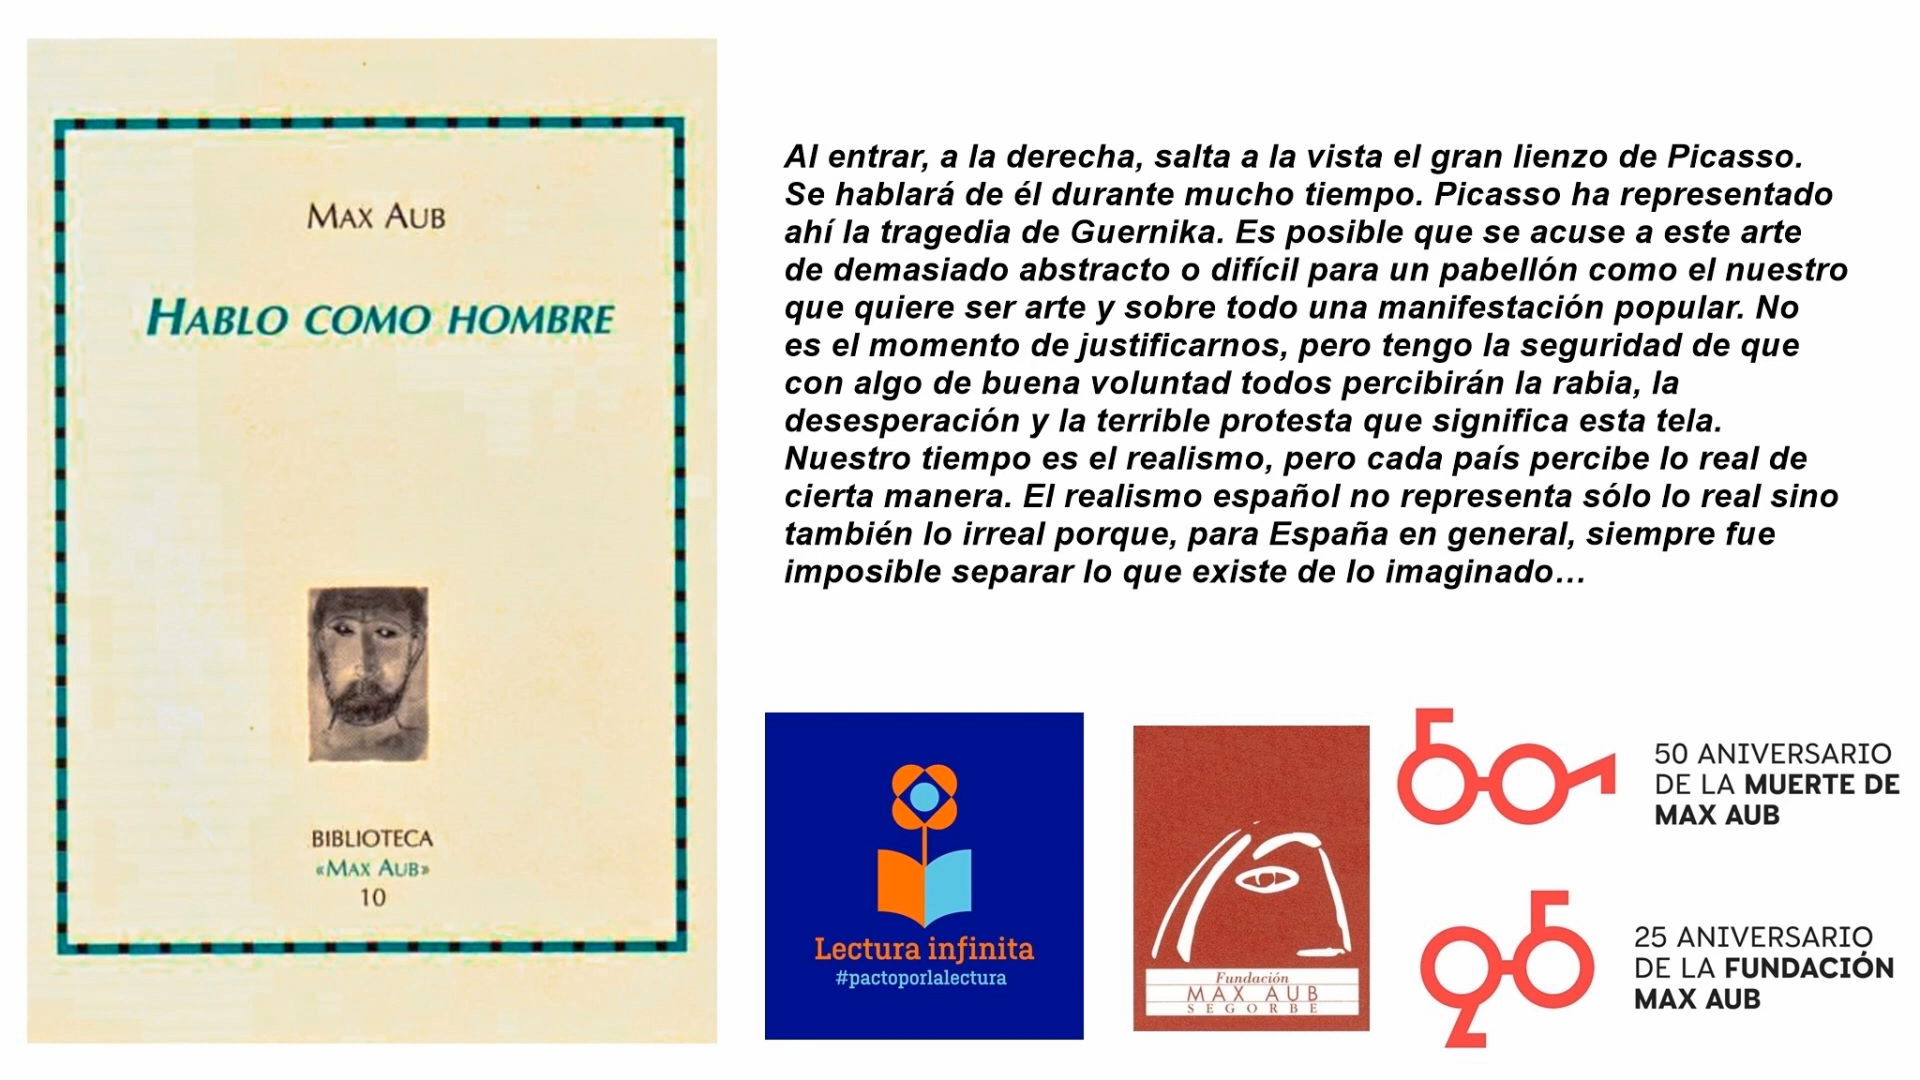 MAX AUB
HABLO COMO HOMBRE
BIBLIOTECA
«MAX AUB»
10
Al entrar, a la derecha, salta a la vista el gran lienzo de Picasso.
Se hablará de él durante mucho tiempo. Picasso ha representado
ahí la tragedia de Guernika. Es posible que se acuse a este arte
de demasiado abstracto o difícil para un pabellón como el nuestro
que quiere ser arte y sobre todo una manifestación popular. No
es el momento de justificarnos, pero tengo la seguridad de que
con algo de buena voluntad todos percibirán la rabia, la
desesperación y la terrible protesta que significa esta tela.
Nuestro tiempo es el realismo, pero cada país percibe lo real de
cierta manera. El realismo español no representa sólo lo real sino
también lo irreal porque, para España en general, siempre fue
imposible separar lo que existe de lo imaginado…
Lectura infinita
#pactoporlalectura
Fundación
MAX AUB
SEGORBE
50
50 ANIVERSARIO
DE LA MUERTE DE
MAX AUB
25
25 ANIVERSARIO
DE LA FUNDACIÓN
MAX AUB